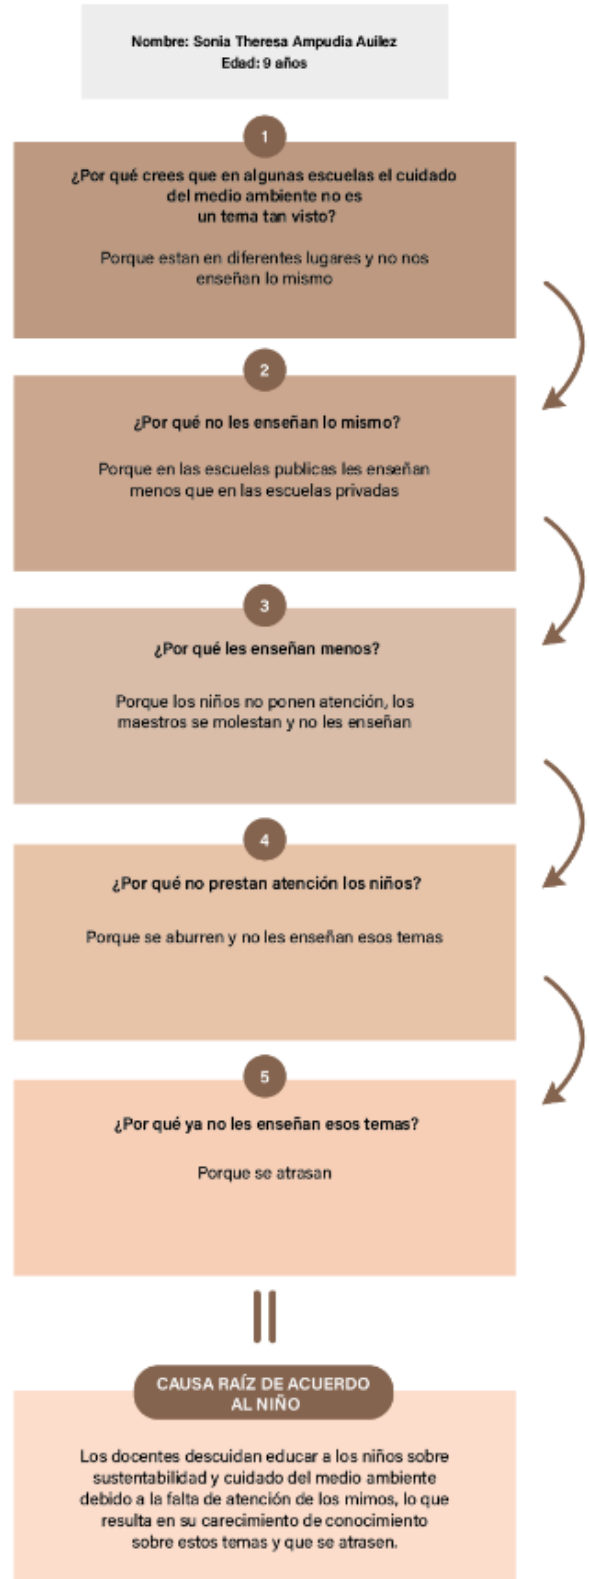 Nombre: Sonia Theresa Ampudia Auilez
Edad: 9 años
1
¿Por qué crees que en algunas escuelas el cuidado
del medio ambiente no es
un tema tan visto?
Porque estan en diferentes lugares y no nos
enseñan lo mismo
2
¿Por qué no les enseñan lo mismo?
Porque en las escuelas publicas les enseñan
menos que en las escuelas privadas
3
¿Por qué les enseñan menos?
Porque los niños no ponen atención, los
maestros se molestan y no les enseñan
4
¿Por qué no prestan atención los niños?
Porque se aburren y no les enseñan esos temas
5
¿Por qué ya no les enseñan esos temas?
Porque se atrasan
CAUSA RAÍZ DE ACUERDO
AL NIÑO
Los docentes descuidan educar a los niños sobre
sustentabilidad y cuidado del medio ambiente
debido a la falta de atención de los mimos, lo que
resulta en su carecimiento de conocimiento
sobre estos temas y que se atrasen.